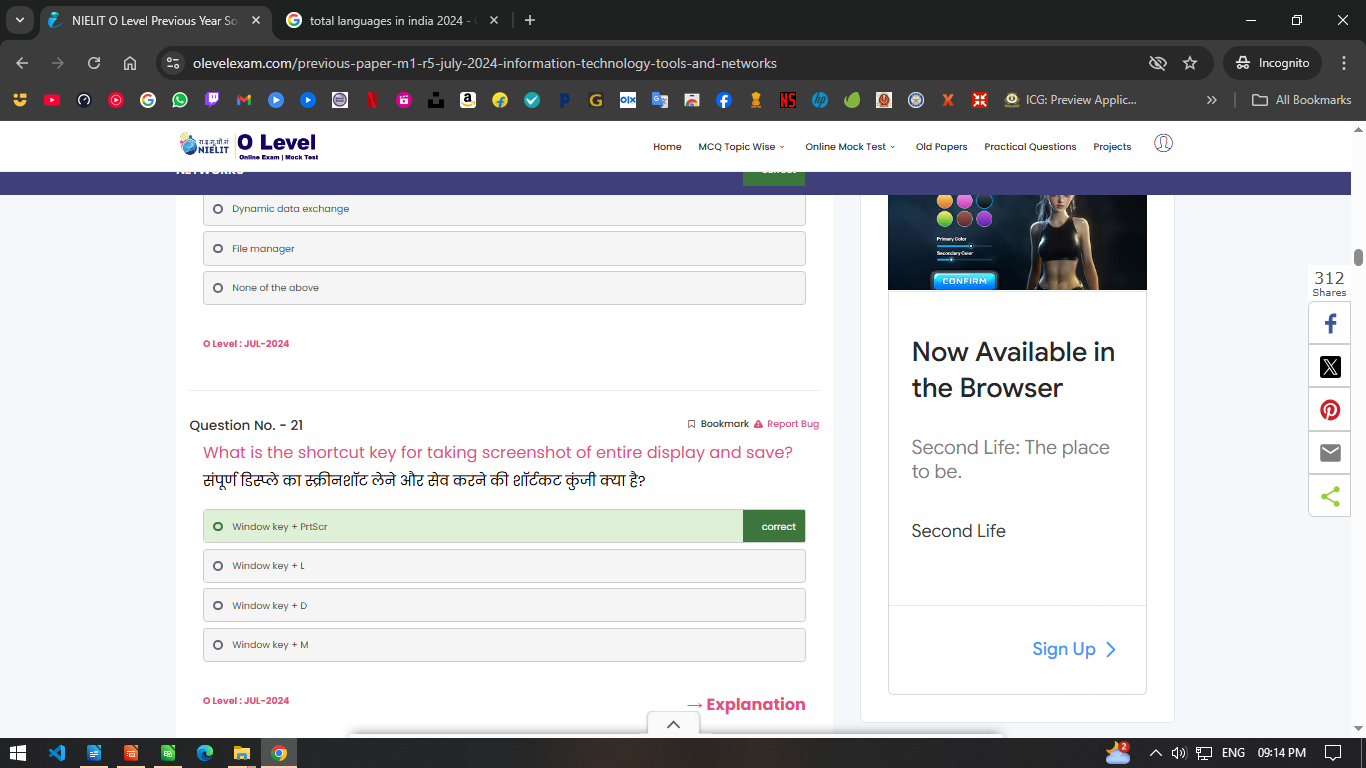 NIELIT O Level Previous Year So
total languages in india 2024 -
olevelexam.com/previous-paper-m1-r5-july-2024-information-technology-tools-and-networks
Incognito
ICG: Preview Applic...
All Bookmarks
रा.इ.सू.प्रौ.सं
NIELIT
O Level
Online Exam | Mock Test
Home
MCQ Topic Wise
Online Mock Test
Old Papers
Practical Questions
Projects
NETWORKS
correct
Dynamic data exchange
File manager
None of the above
O Level : JUL-2024
Question No. - 21
Bookmark
Report Bug
What is the shortcut key for taking screenshot of entire display and save?
संपूर्ण डिस्प्ले का स्क्रीनशॉट लेने और सेव करने की शॉर्टकट कुंजी क्या है?
Window key + PrtScr
correct
Window key + L
Window key + D
Window key + M
O Level : JUL-2024
→ Explanation
Primary Color
Secondary Color
CONFIRM
Now Available in
the Browser
Second Life: The place
to be.
Second Life
Sign Up
312
Shares
2
ENG
09:14 PM